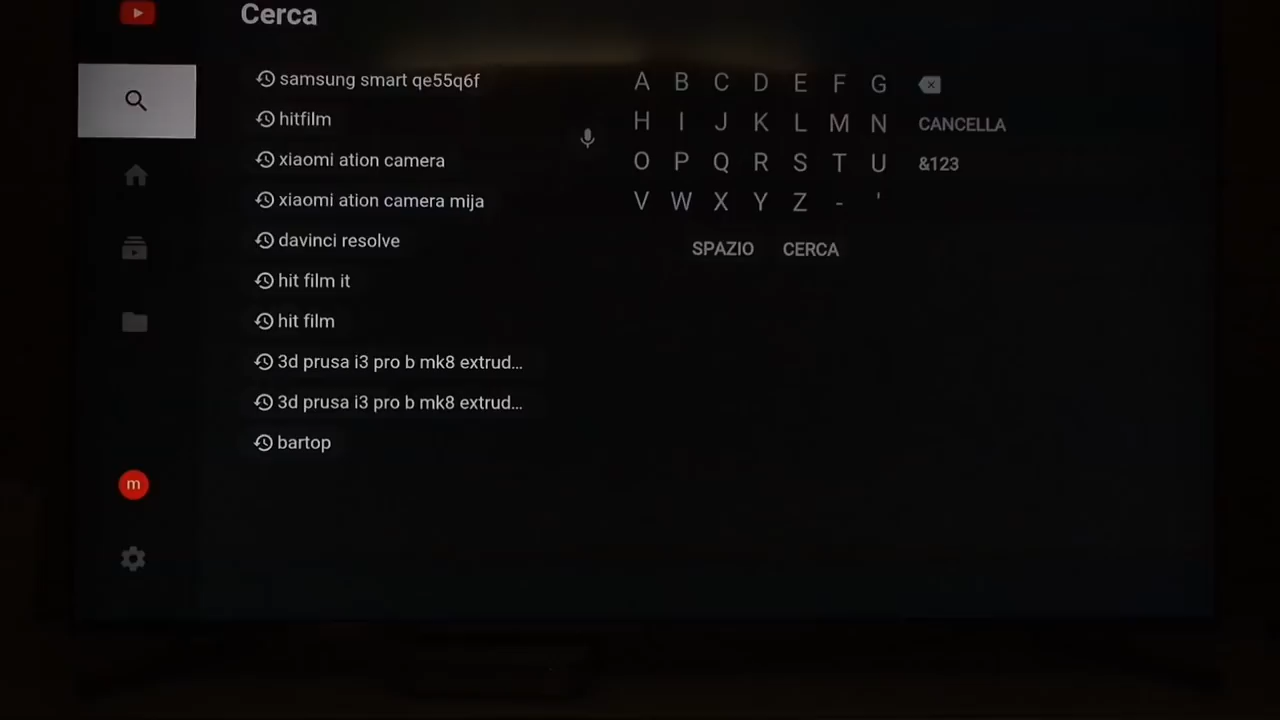 Cerca
samsung smart qe55q6f
hitfilm
xiaomi ation camera
xiaomi ation camera mija
davinci resolve
hit film it
hit film
3d prusa i3 pro b mk8 extrud...
3d prusa i3 pro b mk8 extrud...
bartop
m
A B C D E F G
H I J K L M N CANCELLA
O P Q R S T U &123
V W X Y Z - '
SPAZIO CERCA